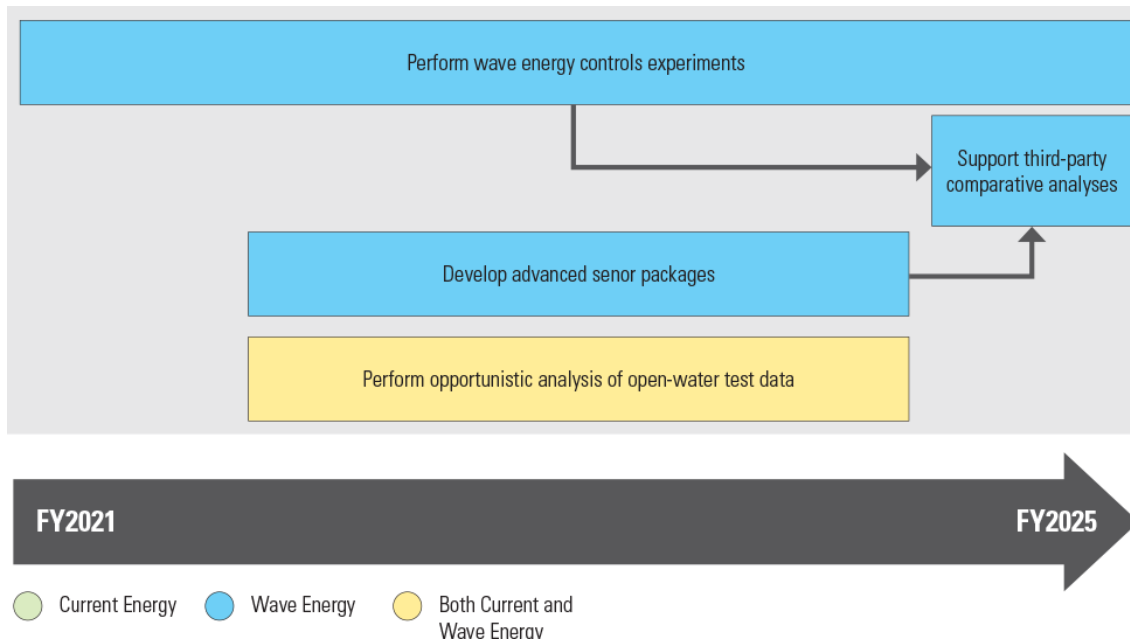 Perform wave energy controls experiments
Support third-party
comparative analyses
Develop advanced senor packages
Perform opportunistic analysis of open-water test data
FY2021
FY2025
Current Energy
Wave Energy
Both Current and
Wave Energy